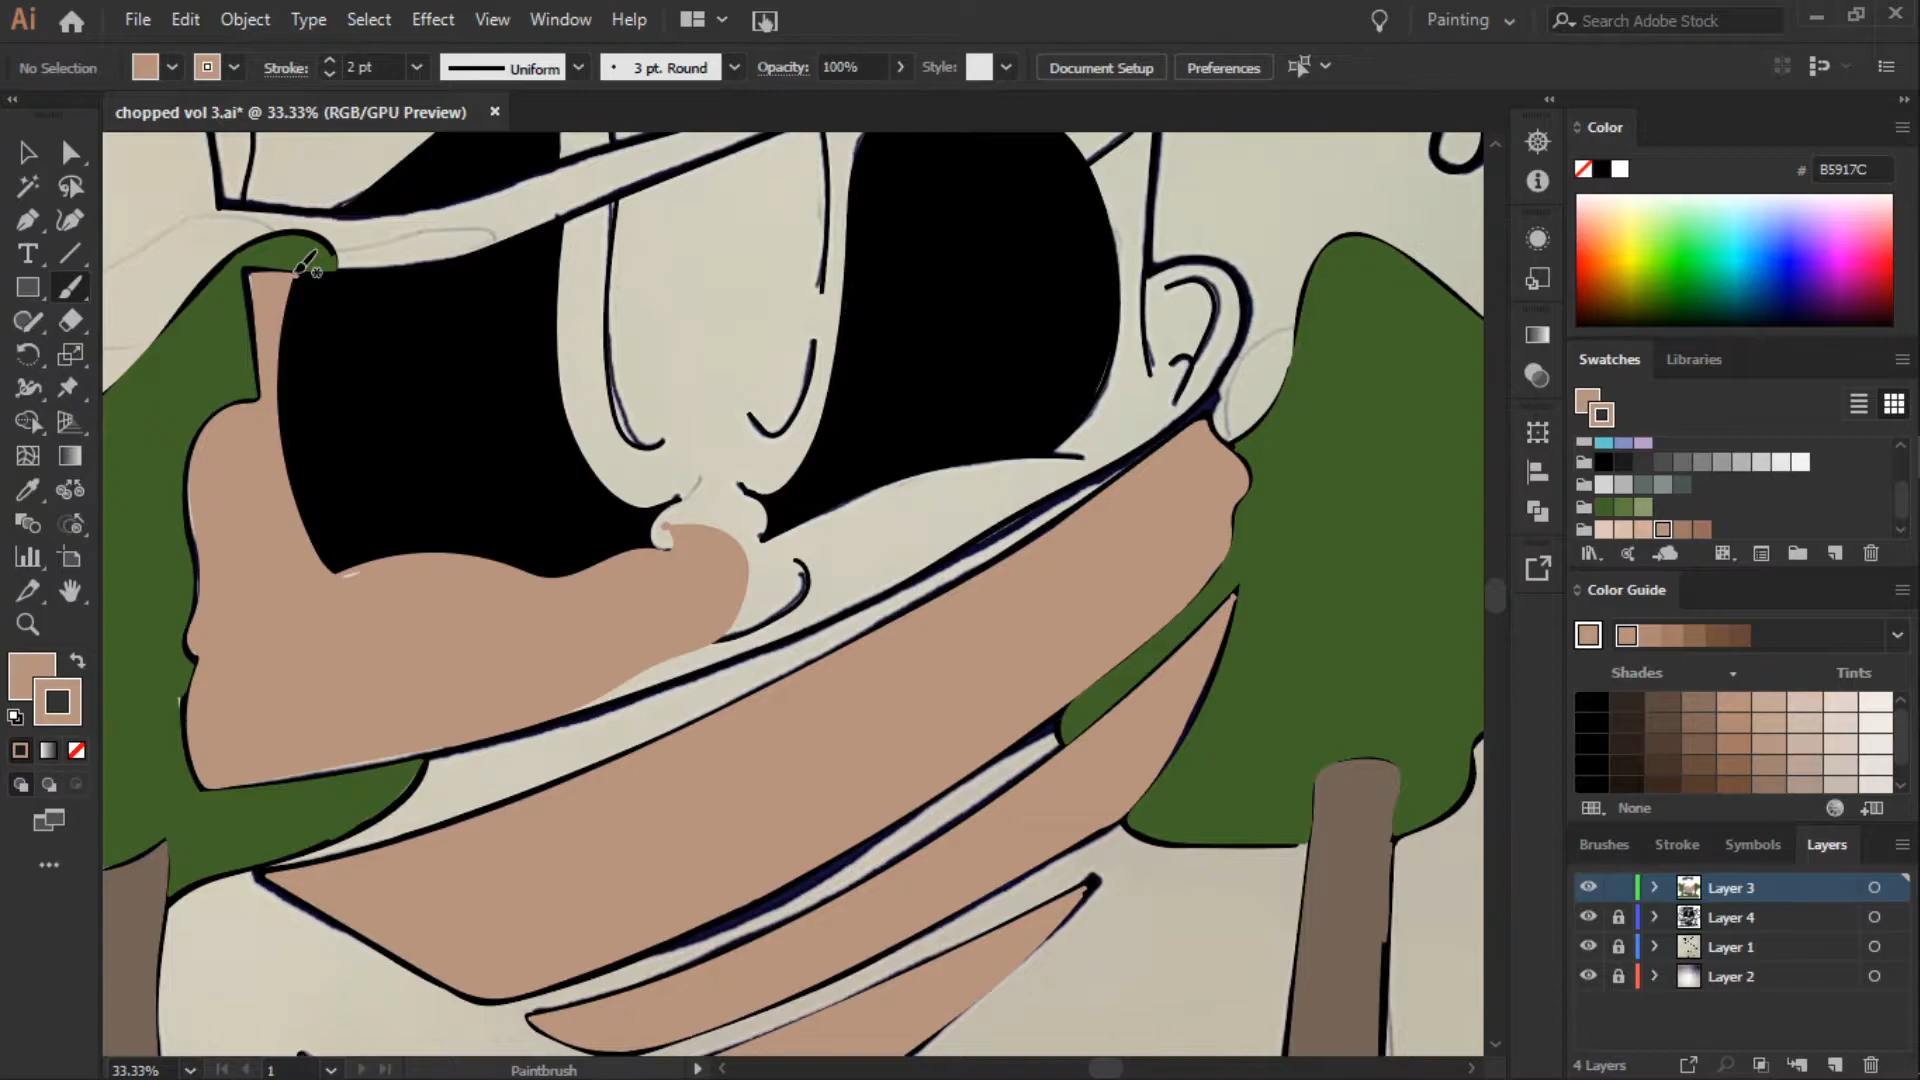 Ai File Edit Object Type Select Effect View Window Help Painting Search Adobe Stock
No Selection Stroke: 2 pt Uniform 3 pt. Round Opacity: 100% Style: Document Setup Preferences
chopped vol 3.ai* @ 33.33% (RGB/GPU Preview)
Color
# B5917C
Swatches Libraries
Color Guide
Shades Tints
None
Brushes Stroke Symbols Layers
Layer 3
Layer 4
Layer 1
Layer 2
4 Layers
33.33% 1 Paintbrush